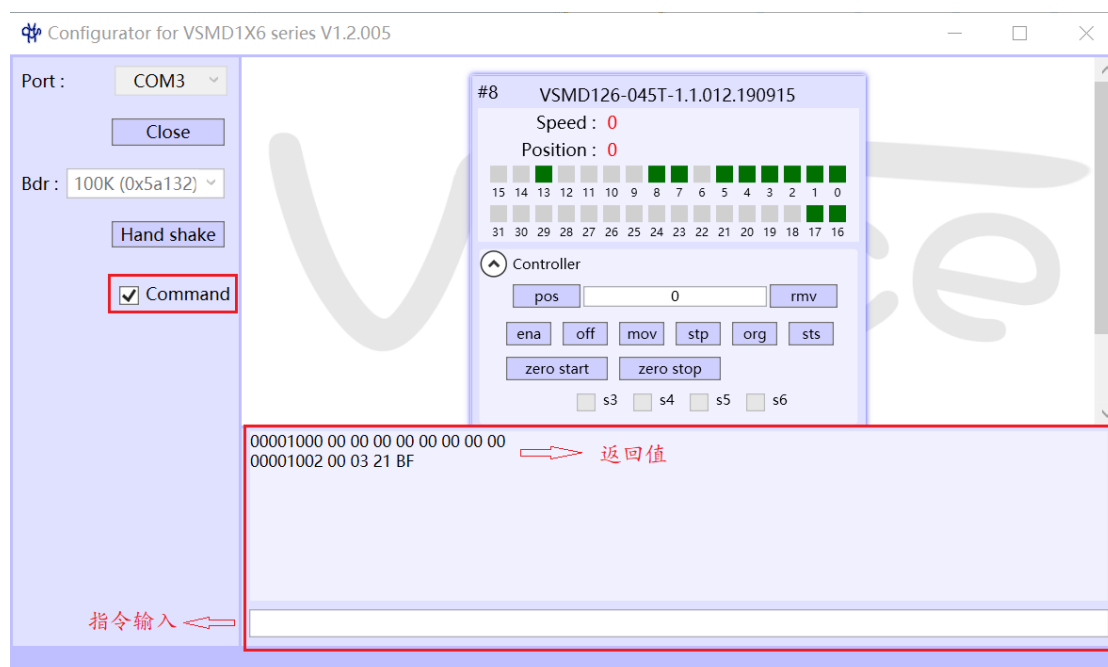 Configurator for VSMD1X6 series V1.2.005
Port :
COM3
Close
Bdr :
100K (0x5a132)
Hand shake
Command
#8
VSMD126-045T-1.1.012.190915
Speed : 0
Position : 0
15 14 13 12 11 10 9 8 7 6 5 4 3 2 1 0
31 30 29 28 27 26 25 24 23 22 21 20 19 18 17 16
Controller
pos 0 rmv
ena off mov stp org sts
zero start zero stop
s3 s4 s5 s6
00001000 00 00 00 00 00 00 00 00
00001002 00 03 21 BF
返回值
指令输入